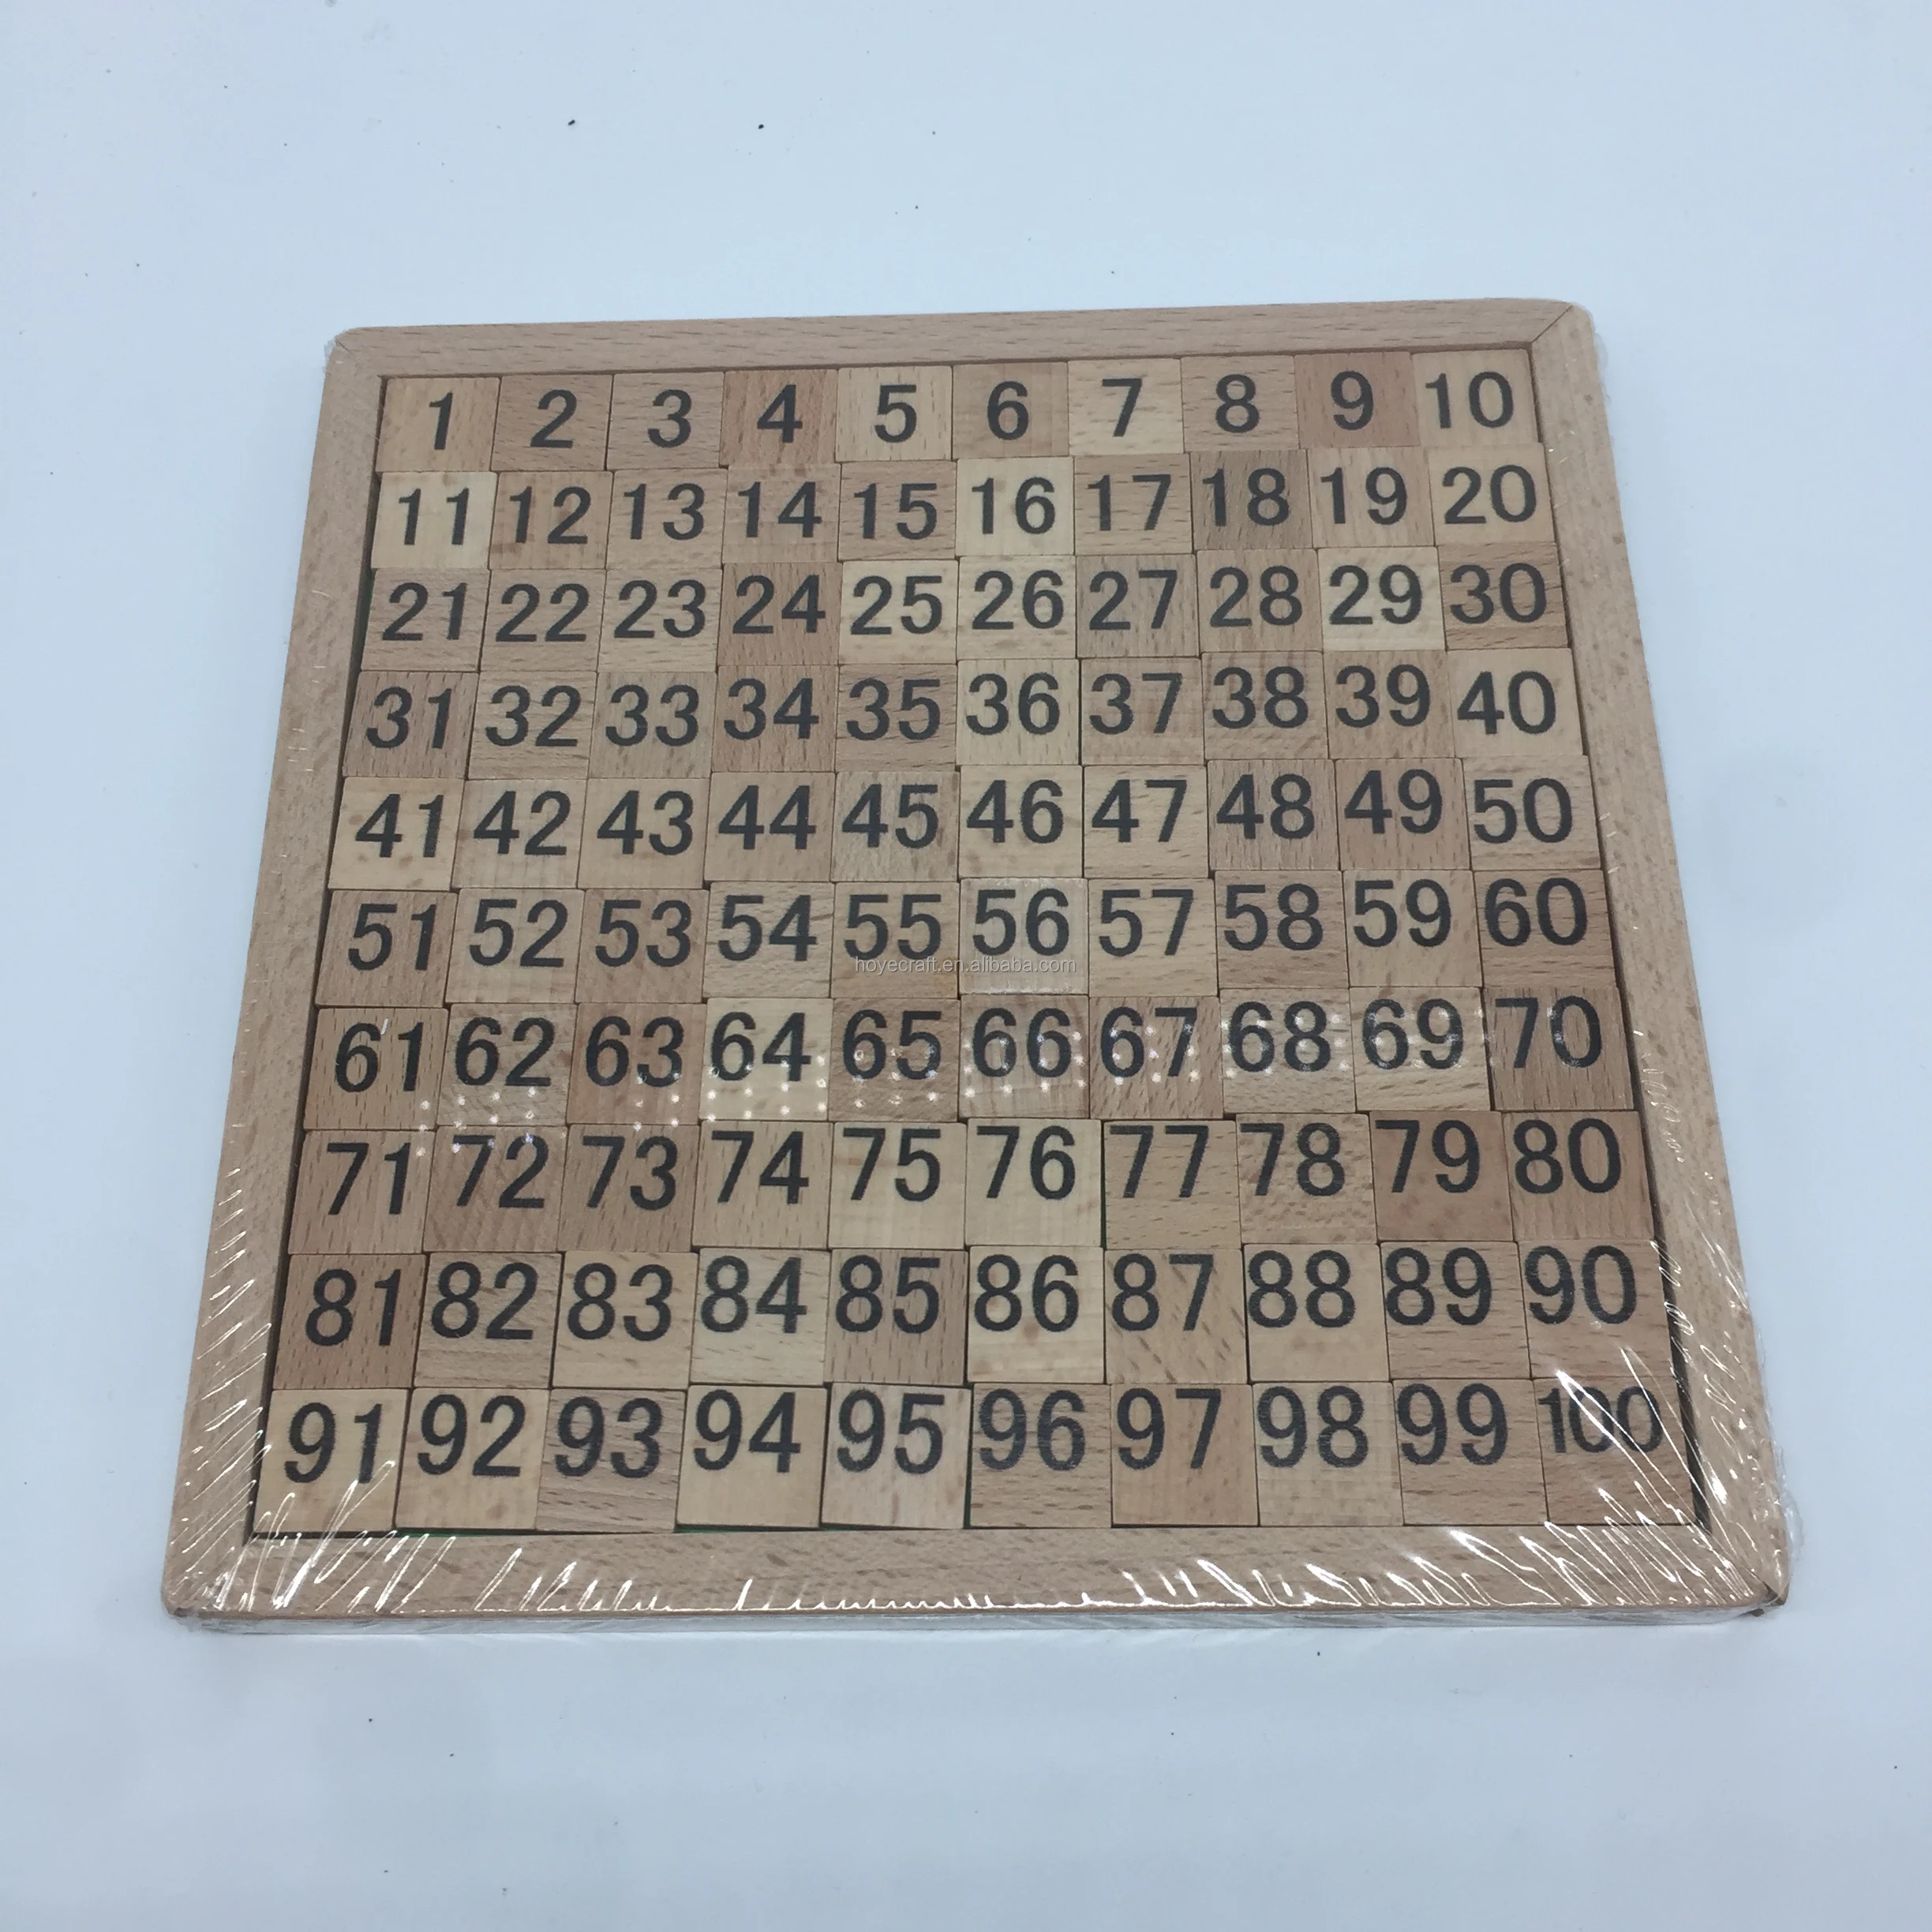 1 2 3 4 5 6 7 8 9 10
11 12 13 14 15 16 17 18 19 20
21 22 23 24 25 26 27 28 29 30
31 32 33 34 35 36 37 38 39 40
41 42 43 44 45 46 47 48 49 50
51 52 53 54 55 56 57 58 59 60
hoyecraft.en.alibaba.com
61 62 63 64 65 66 67 68 69 70
71 72 73 74 75 76 77 78 79 80
81 82 83 84 85 86 87 88 89 90
91 92 93 94 95 96 97 98 99 100